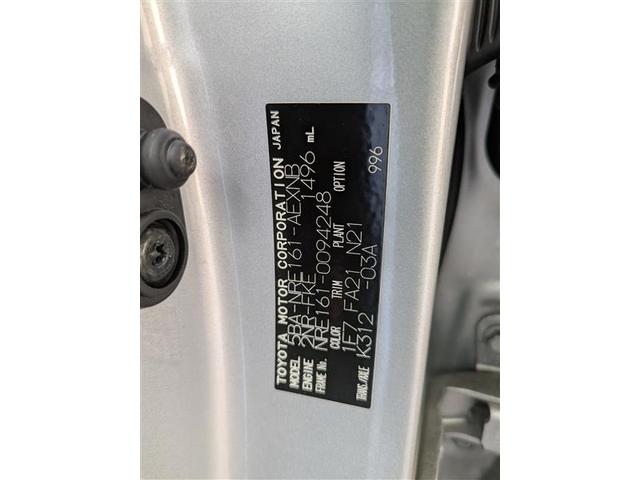 TOYOTA MOTOR CORPORATION JAPAN
MODEL 5BA-NRE161-AEXNB
ENGINE 2NR-FKE 1496 mL
FRAME No. NRE161-0094248
COLOR TRIM PLANT OPTION
1F7 FA21 N21 996
TRANS/AXLE K312 -03A